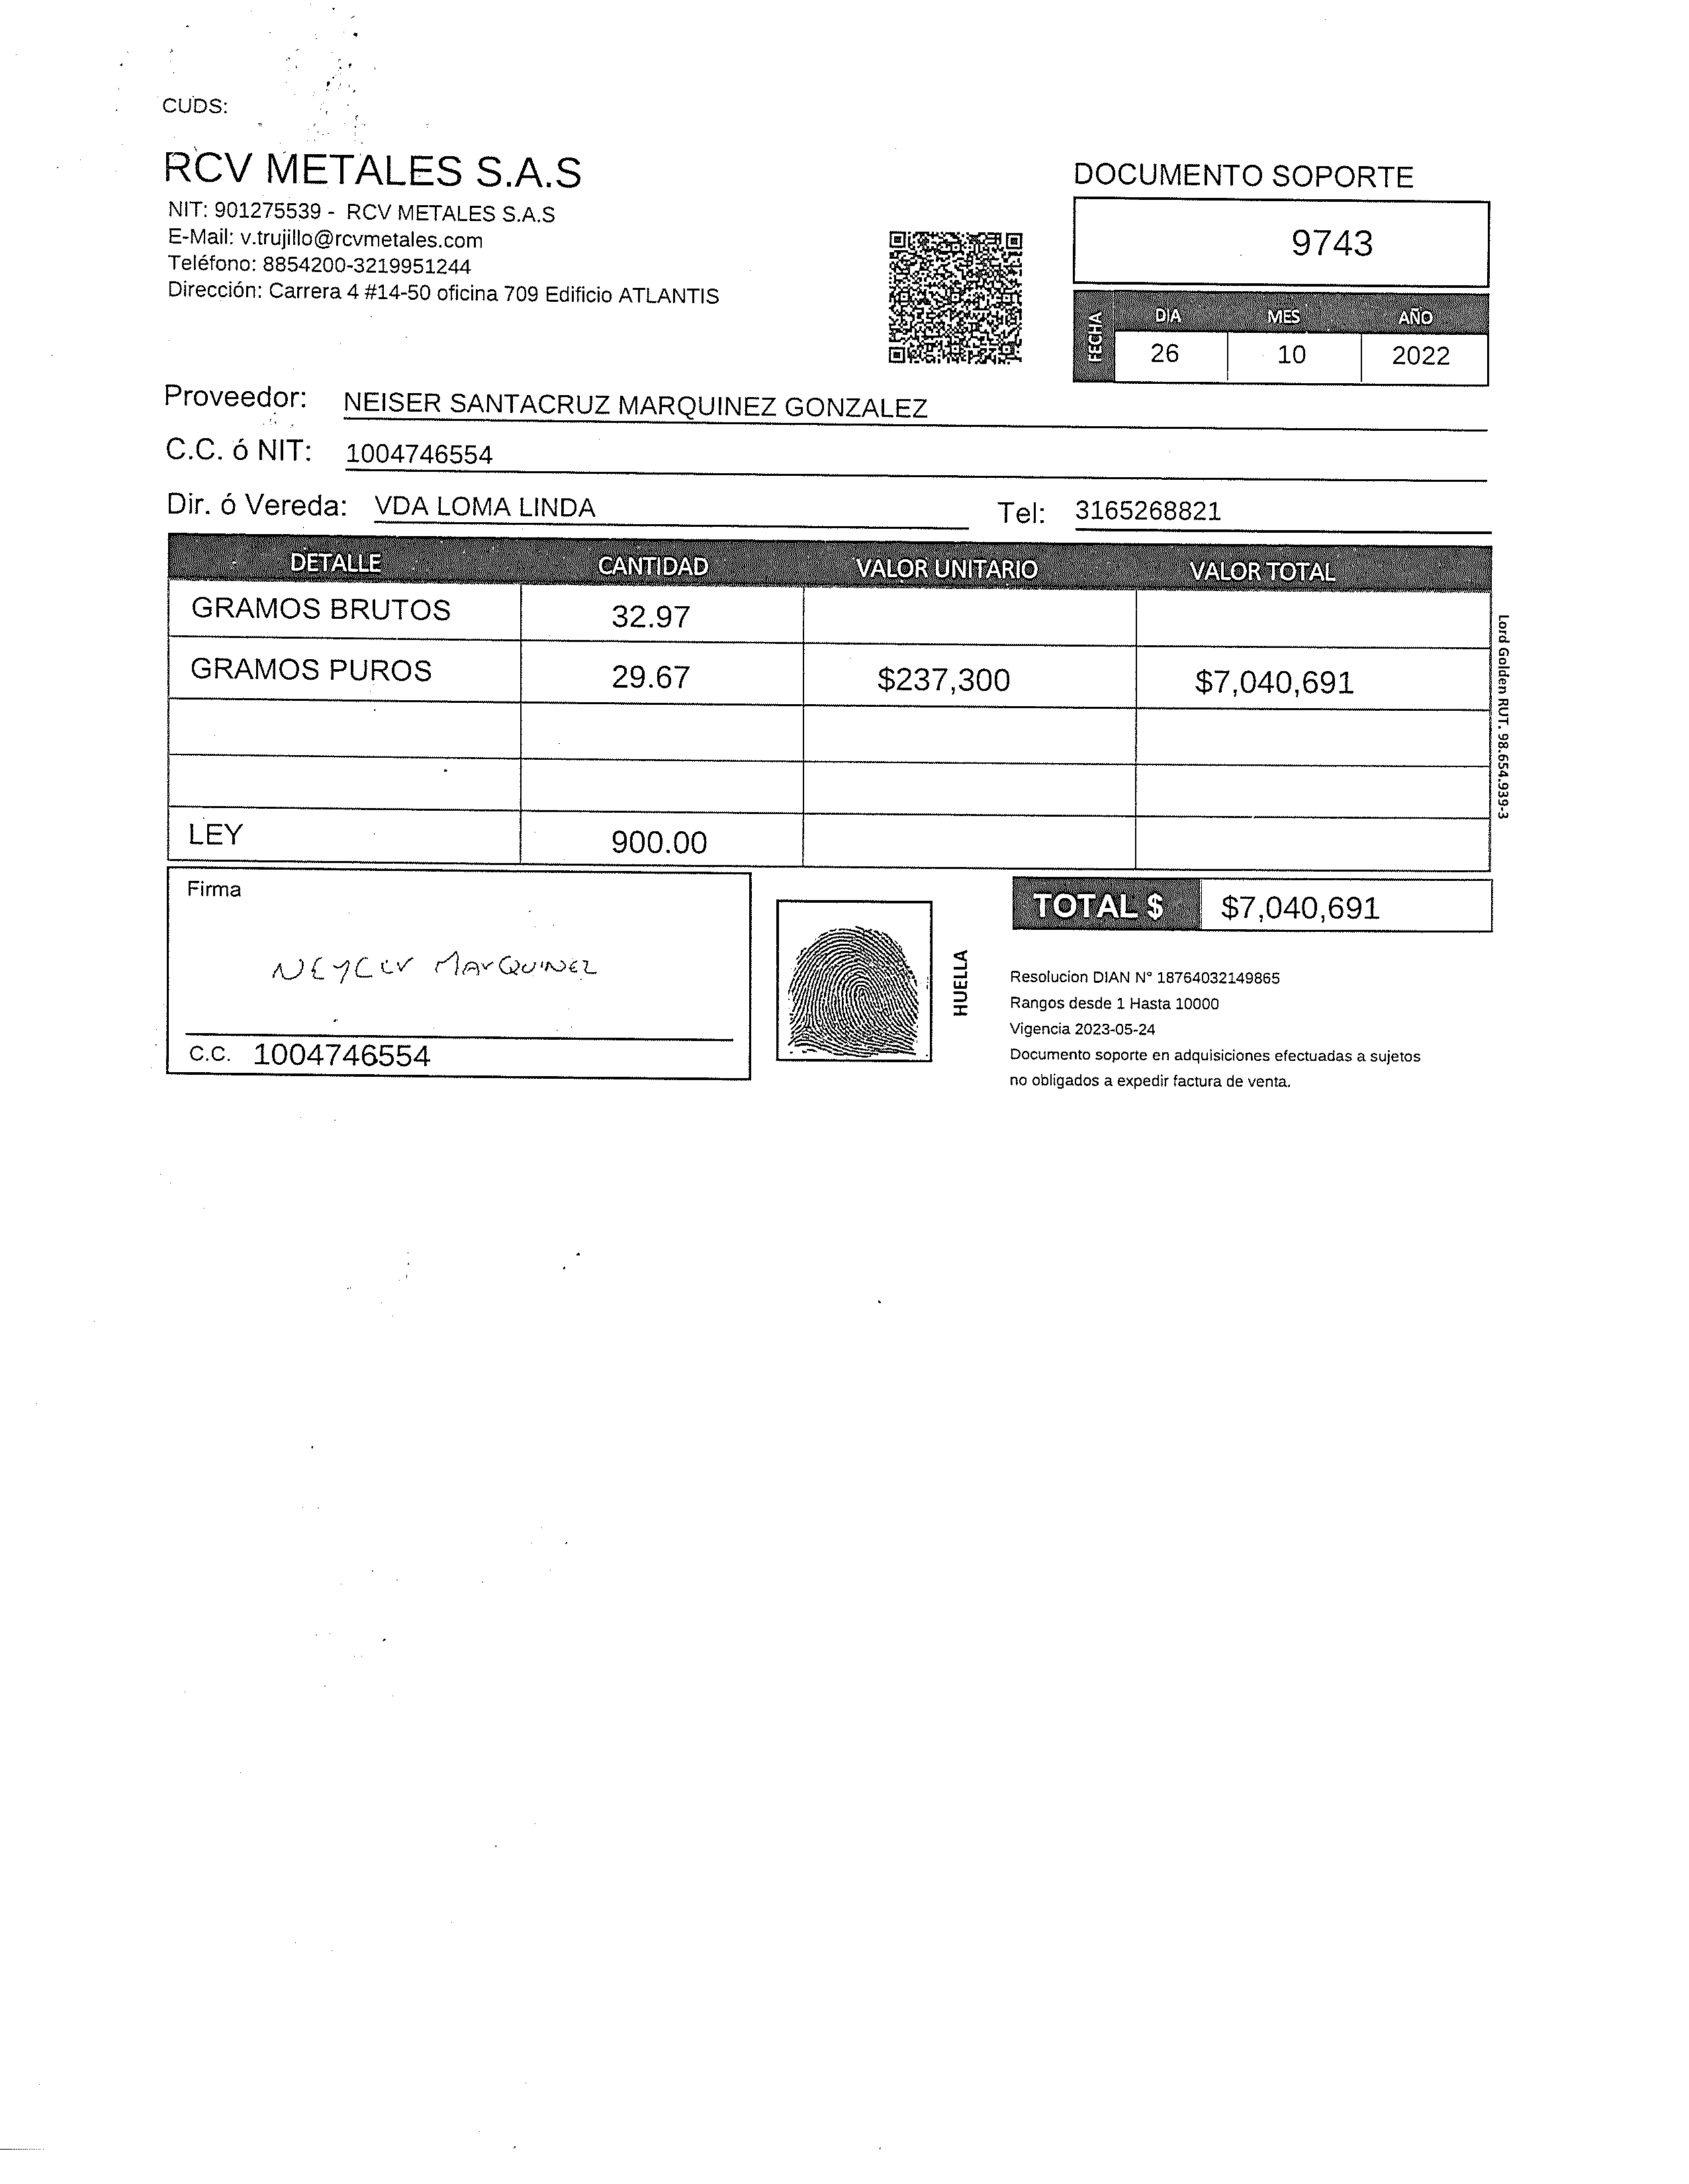 CUDS:
RCV METALES S.A.S
NIT: 901275539 - RCV METALES S.A.S
E-Mail: v.trujillo@rcvmetales.com
Teléfono: 8854200-3219951244
Dirección: Carrera 4 #14-50 oficina 709 Edificio ATLANTIS
DOCUMENTO SOPORTE
9743
FECHA
DIA MES AÑO
26 10 2022
Proveedor: NEISER SANTACRUZ MARQUINEZ GONZALEZ
C.C. ó NIT: 1004746554
Dir. ó Vereda: VDA LOMA LINDA Tel: 3165268821
DETALLE CANTIDAD VALOR UNITARIO VALOR TOTAL
GRAMOS BRUTOS 32.97
GRAMOS PUROS 29.67 $237,300 $7,040,691
LEY 900.00
Lord Golden RUT. 98.654.939-3
Firma
MARQUINEZ
C.C. 1004746554
HUELLA
TOTAL $ $7,040,691
Resolucion DIAN N° 18764032149865
Rangos desde 1 Hasta 10000
Vigencia 2023-05-24
Documento soporte en adquisiciones efectuadas a sujetos
no obligados a expedir factura de venta.